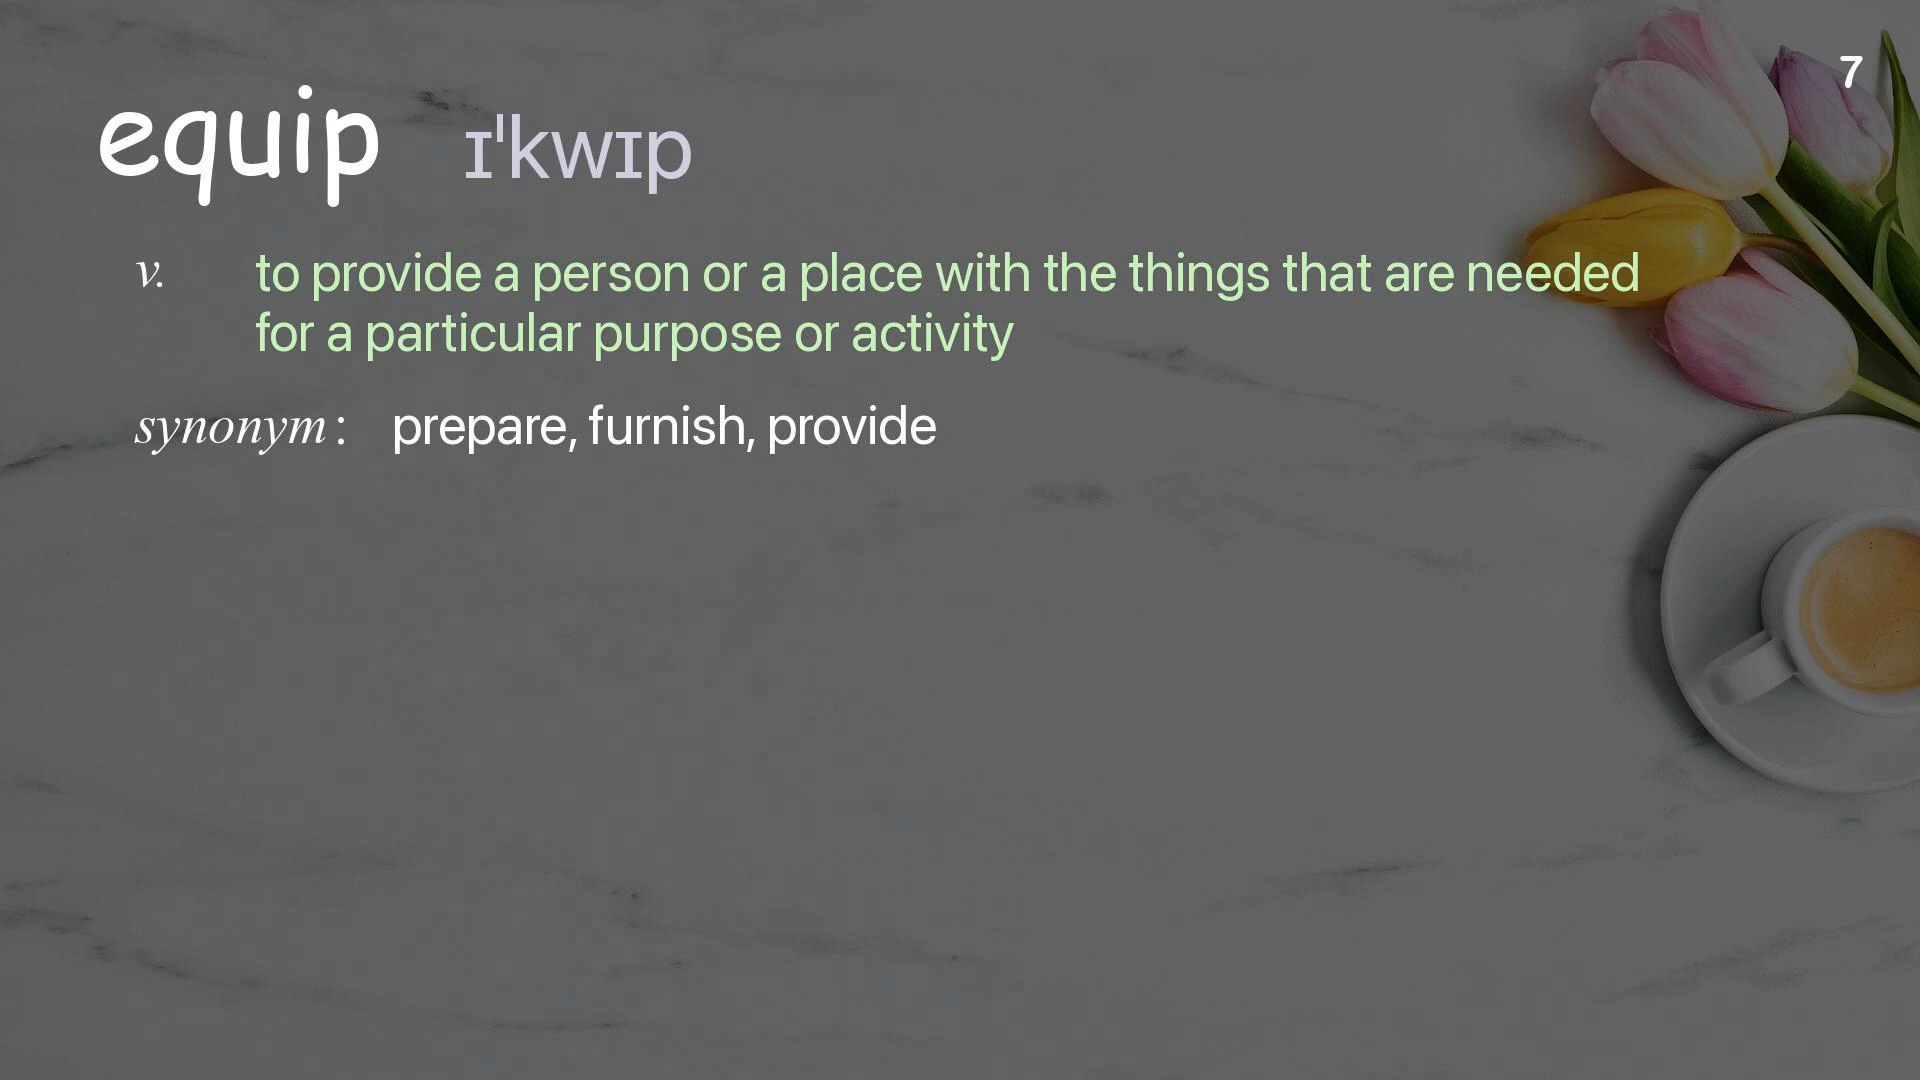 7
equip ɪˈkwɪp
v. to provide a person or a place with the things that are needed
for a particular purpose or activity
synonym : prepare, furnish, provide